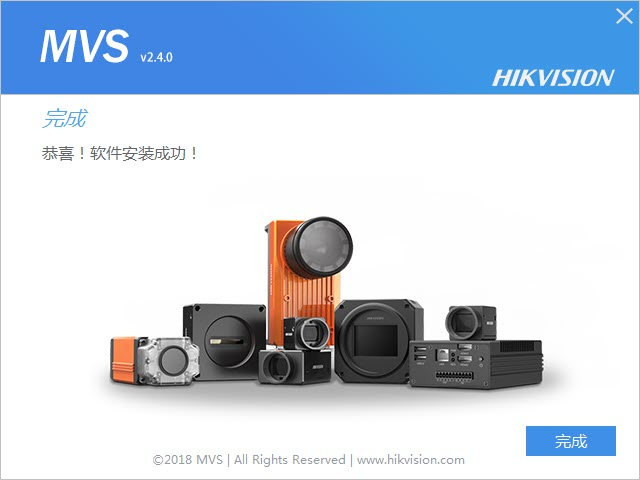 MVS v2.4.0
HIKVISION
完成
恭喜！软件安装成功！
HIKVISION
完成
©2018 MVS | All Rights Reserved | www.hikvision.com